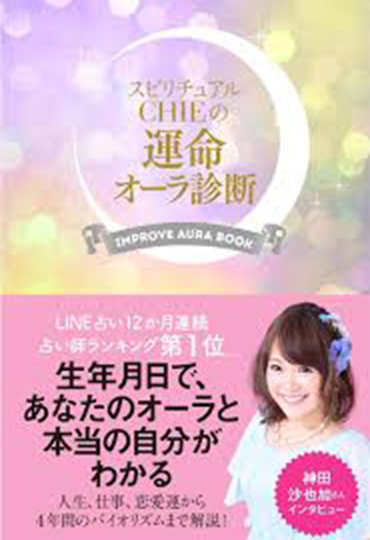 スピリチュアル
CHIEの
運命
オーラ診断
IMPROVE AURA BOOK
LINE占い12か月連続
占い師ランキング第1位
生年月日で、
あなたのオーラと
本当の自分が
わかる
人生、仕事、恋愛運から
4年間のバイオリズムまで解説!
神田
沙也加さん
インタビュー